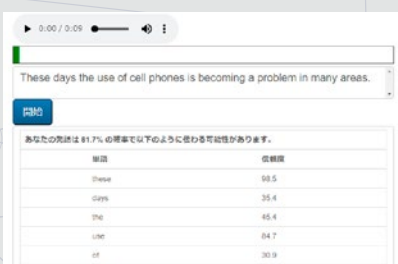 0:00 / 0:09
These days the use of cell phones is becoming a problem in many areas.
開始
あなたの発話は 81.7% の確率で以下のように伝わる可能性があります。
単語 信頼度
these 98.5
days 35.4
the 45.4
use 84.7
of 30.9